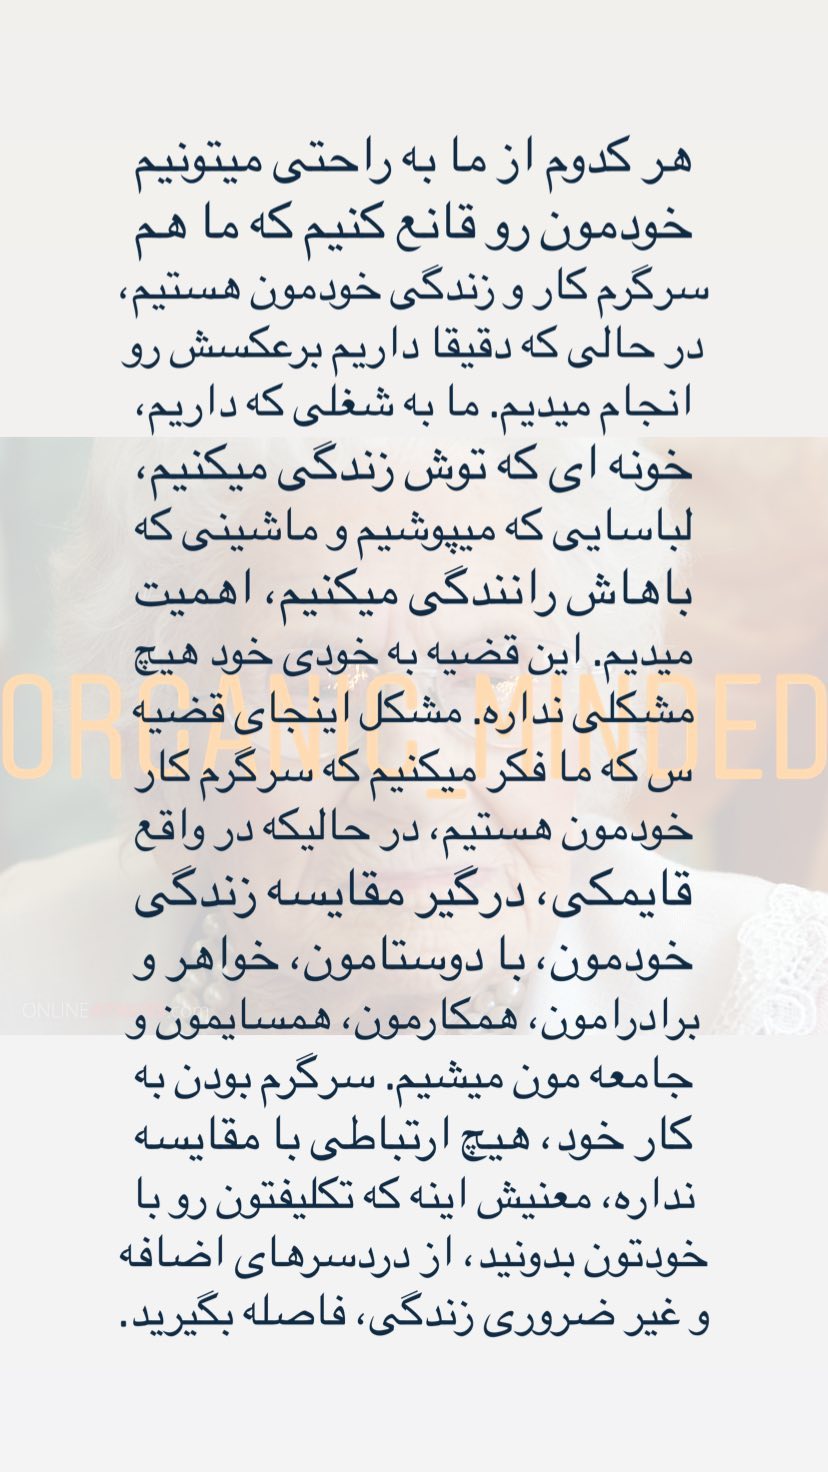 هر کدوم از ما به راحتی میتونیم
خودمون رو قانع کنیم که ما هم
سرگرم کار و زندگی خودمون هستیم،
در حالی که دقیقا داریم برعکسش رو
انجام میدیم. ما به شغلی که داریم،
خونه ای که توش زندگی میکنیم،
لباسایی که میپوشیم و ماشینی که
باهاش رانندگی میکنیم، اهمیت
میدیم. این قضیه به خودی خود هیچ
ORGANIC_MINDED
مشکلی نداره. مشکل اینجای قضیه
س که ما فکر میکنیم که سرگرم کار
خودمون هستیم، در حالیکه در واقع
قایمکی، درگیر مقایسه زندگی
خودمون، با دوستامون، خواهر و
برادرامون، همکارمون، همسایمون و
ONLINE
جامعه مون میشیم. سرگرم بودن به
کار خود، هیچ ارتباطی با مقایسه
نداره، معنیش اینه که تکلیفتون رو با
خودتون بدونید، از دردسرهای اضافه
و غیر ضروری زندگی، فاصله بگیرید.